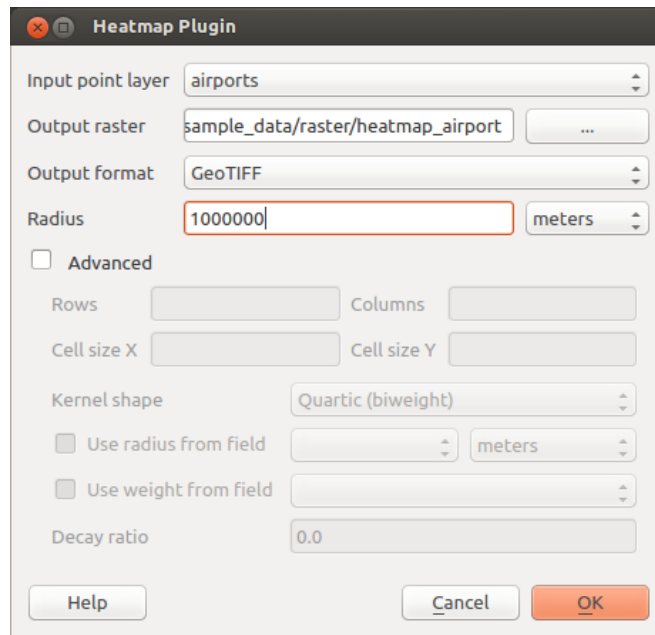 Heatmap Plugin
Input point layer airports
Output raster sample_data/raster/heatmap_airport ...
Output format GeoTIFF
Radius 1000000 meters
Advanced
Rows Columns
Cell size X Cell size Y
Kernel shape Quartic (biweight)
Use radius from field meters
Use weight from field
Decay ratio 0.0
Help Cancel OK